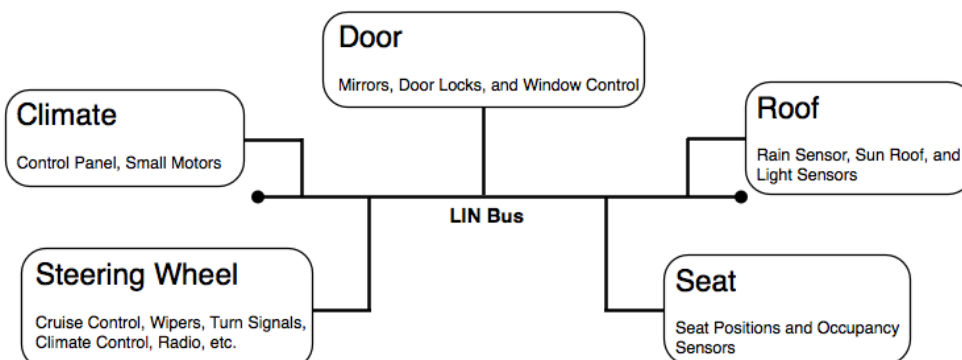 Door
Mirrors, Door Locks, and Window Control
Climate
Control Panel, Small Motors
Roof
Rain Sensor, Sun Roof, and
Light Sensors
LIN Bus
Steering Wheel
Cruise Control, Wipers, Turn Signals,
Climate Control, Radio, etc.
Seat
Seat Positions and Occupancy
Sensors